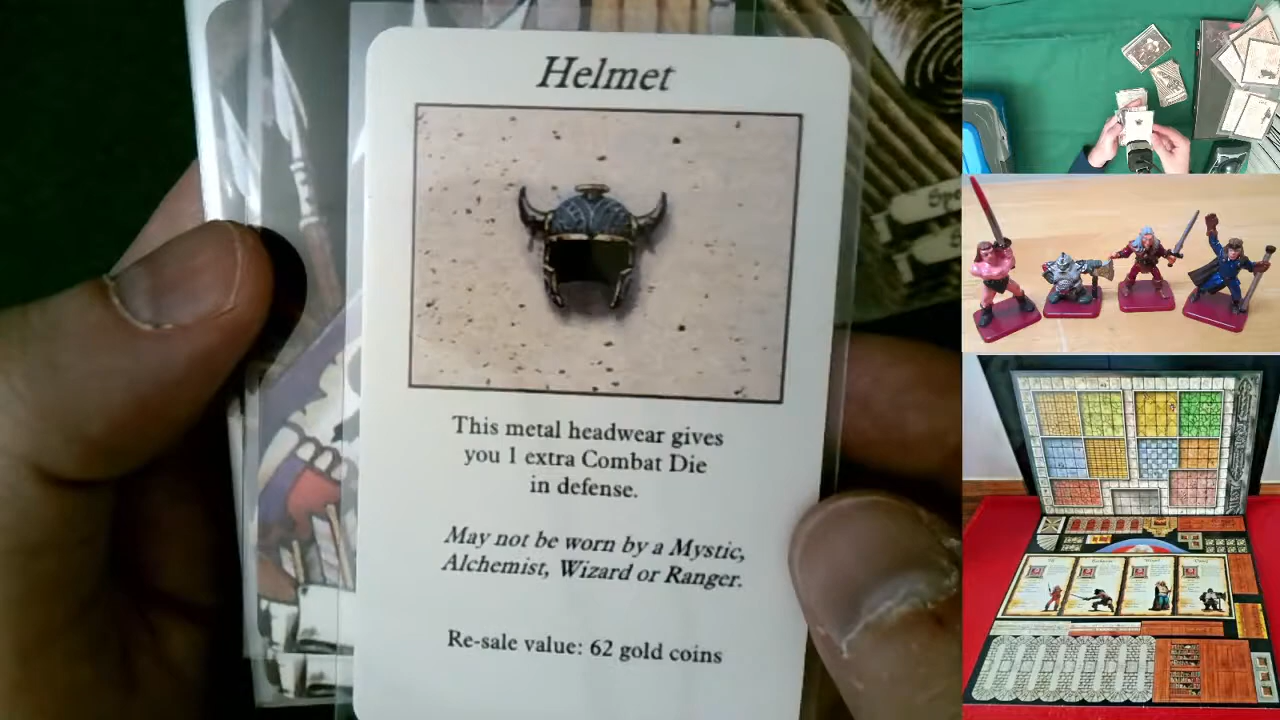 Helmet
This metal headwear gives
you 1 extra Combat Die
in defense.
May not be worn by a Mystic,
Alchemist, Wizard or Ranger.
Re-sale value: 62 gold coins